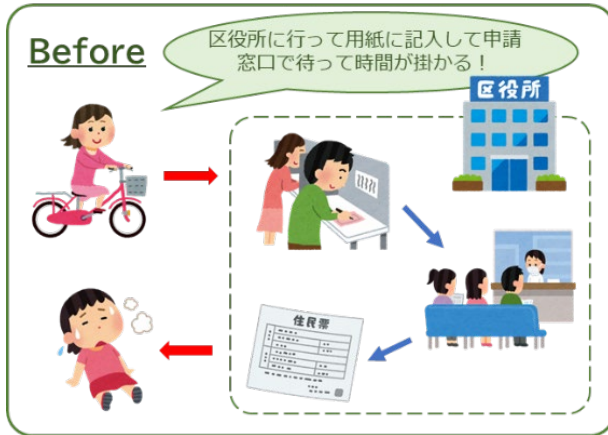 Before
区役所に行って用紙に記入して申請
窓口で待って時間が掛かる！
区役所
住民票